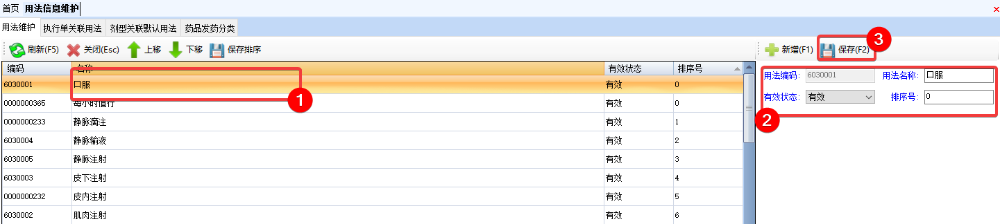 首页 用法信息维护
用法维护 执行单关联用法 剂型关联默认用法 药品发药分类
刷新(F5) 关闭(Esc) 上移 下移 保存排序 新增(F1) 保存(F2) 3
编码 名称 有效状态 排序号
6030001 口服 有效 0
0000000365 每小时值行 有效 0
0000000233 静脉滴注 有效 1
6030004 静脉输液 有效 2
6030005 静脉注射 有效 3
6030003 皮下注射 有效 4
0000000232 皮内注射 有效 5
6030002 肌肉注射 有效 6
1
用法编码: 6030001 用法名称: 口服
有效状态: 有效 排序号: 0
2